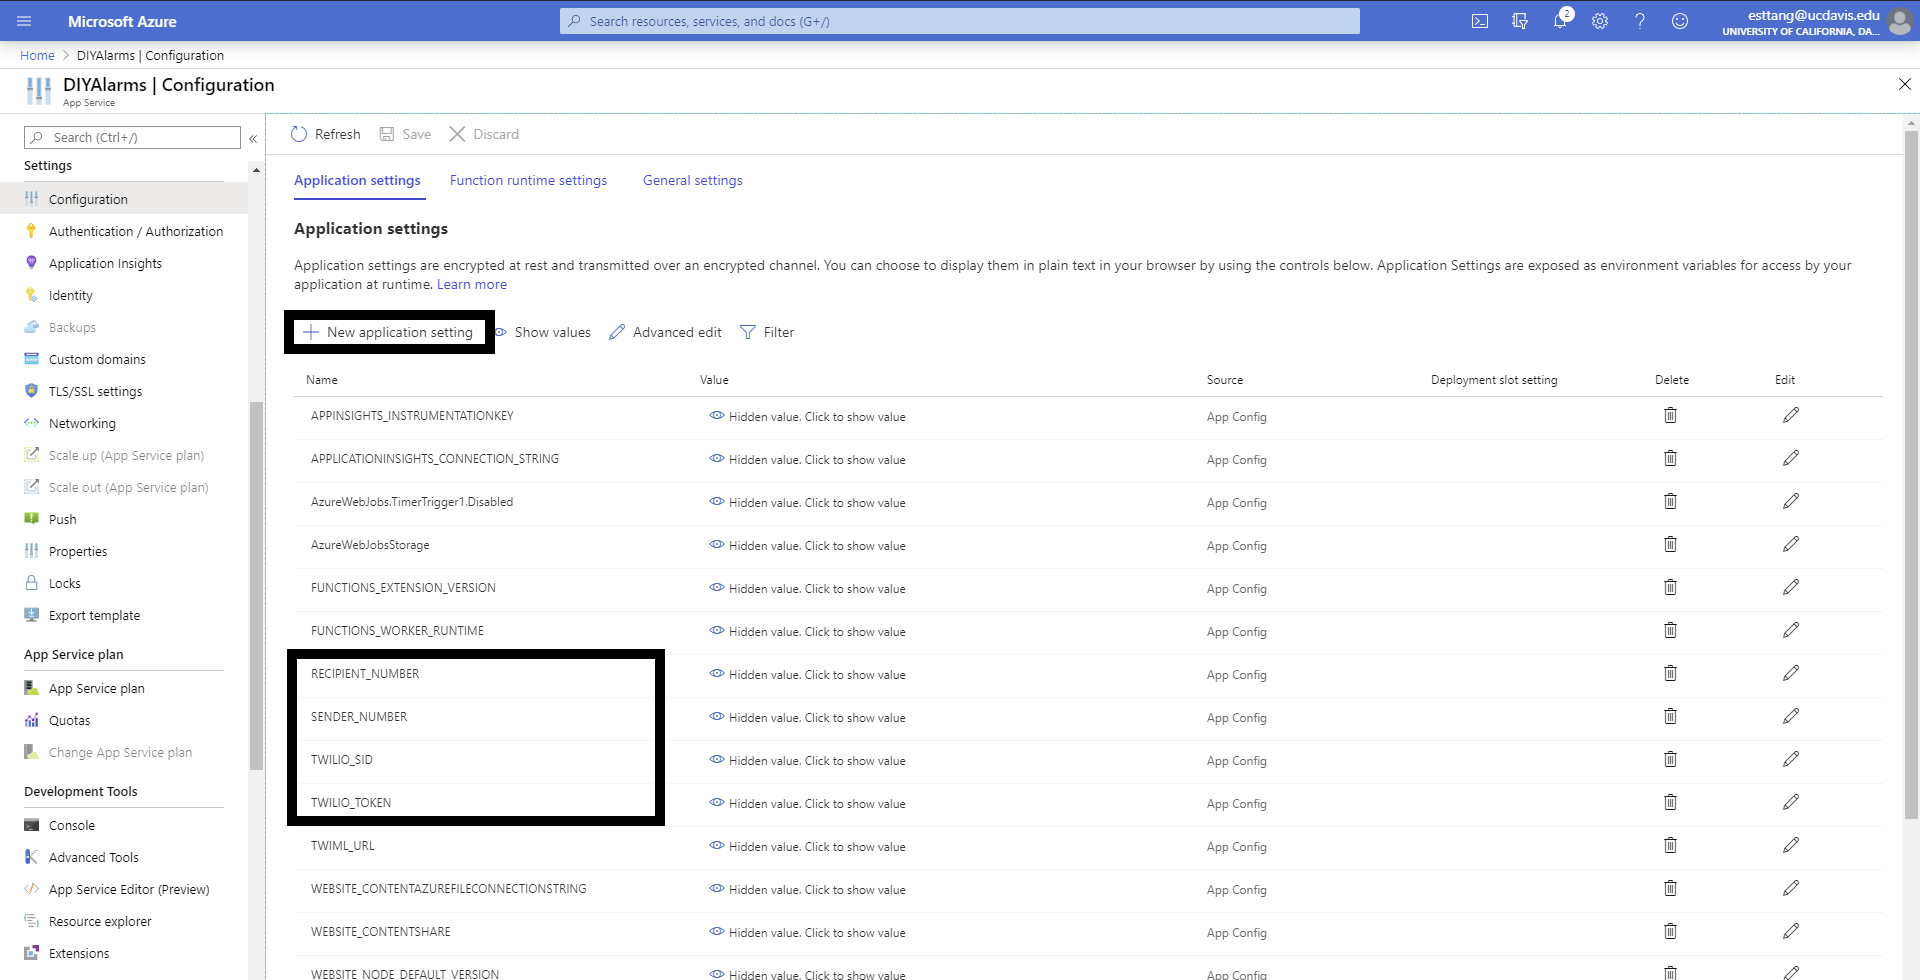 Microsoft Azure
Search resources, services, and docs (G+/)
2
esttang@ucdavis.edu
UNIVERSITY OF CALIFORNIA, DA...
Home > DIYAlarms | Configuration
DIYAlarms | Configuration
App Service
Search (Ctrl+/)
«
Settings
Configuration
Authentication / Authorization
Application Insights
Identity
Backups
Custom domains
TLS/SSL settings
Networking
Scale up (App Service plan)
Scale out (App Service plan)
Push
Properties
Locks
Export template
App Service plan
App Service plan
Quotas
Change App Service plan
Development Tools
Console
Advanced Tools
App Service Editor (Preview)
Resource explorer
Extensions
Refresh Save Discard
Application settings Function runtime settings General settings
Application settings
Application settings are encrypted at rest and transmitted over an encrypted channel. You can choose to display them in plain text in your browser by using the controls below. Application Settings are exposed as environment variables for access by your
application at runtime. Learn more
New application setting Show values Advanced edit Filter
Name Value Source Deployment slot setting Delete Edit
APPINSIGHTS_INSTRUMENTATIONKEY Hidden value. Click to show value App Config
APPLICATIONINSIGHTS_CONNECTION_STRING Hidden value. Click to show value App Config
AzureWebJobs.TimerTrigger1.Disabled Hidden value. Click to show value App Config
AzureWebJobsStorage Hidden value. Click to show value App Config
FUNCTIONS_EXTENSION_VERSION Hidden value. Click to show value App Config
FUNCTIONS_WORKER_RUNTIME Hidden value. Click to show value App Config
RECIPIENT_NUMBER Hidden value. Click to show value App Config
SENDER_NUMBER Hidden value. Click to show value App Config
TWILIO_SID Hidden value. Click to show value App Config
TWILIO_TOKEN Hidden value. Click to show value App Config
TWIML_URL Hidden value. Click to show value App Config
WEBSITE_CONTENTAZUREFILECONNECTIONSTRING Hidden value. Click to show value App Config
WEBSITE_CONTENTSHARE Hidden value. Click to show value App Config
WEBSITE_NODE_DEFAULT_VERSION Hidden value. Click to show value App Config